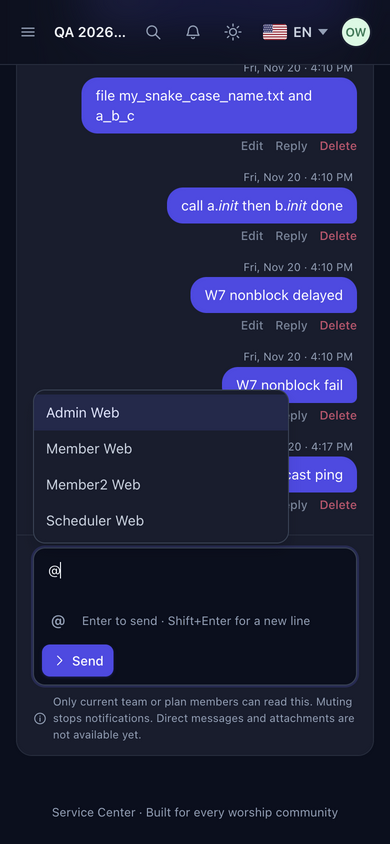 QA 2026...
EN
OW
Fri, Nov 20 · 4:10 PM
file my_snake_case_name.txt and
a_b_c
Edit Reply Delete
Fri, Nov 20 · 4:10 PM
call a.init then b.init done
Edit Reply Delete
Fri, Nov 20 · 4:10 PM
W7 nonblock delayed
Edit Reply Delete
Fri, Nov 20 · 4:10 PM
W7 nonblock fail
Delete
20 · 4:17 PM
ping
Delete
Admin Web
Member Web
Member2 Web
Scheduler Web
@
@ Enter to send · Shift+Enter for a new line
Send
Only current team or plan members can read this. Muting
stops notifications. Direct messages and attachments are
not available yet.
Service Center · Built for every worship community